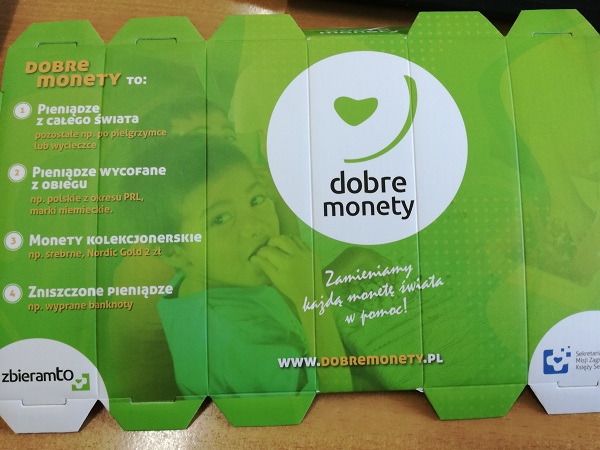 DOBRE
MONETY TO:
1 PIENIĄDZE
Z CAŁEGO ŚWIATA
pozostałe np. po pielgrzymce
lub wycieczce
2 PIENIĄDZE WYCOFANE
Z OBIEGU
np. polskie z okresu PRL,
marki niemieckie.
3 MONETY KOLEKCJONERSKIE
np. srebrne, Nordic Gold 2 zł
4 ZNISZCZONE PIENIĄDZE
np. wyprane banknoty
zbieramto
dobre
monety
Zamieniamy
każdą monetę świata
w pomoc!
WWW.DOBREMONETY.PL
Sekretaria
Misji Zagr
Księży Se